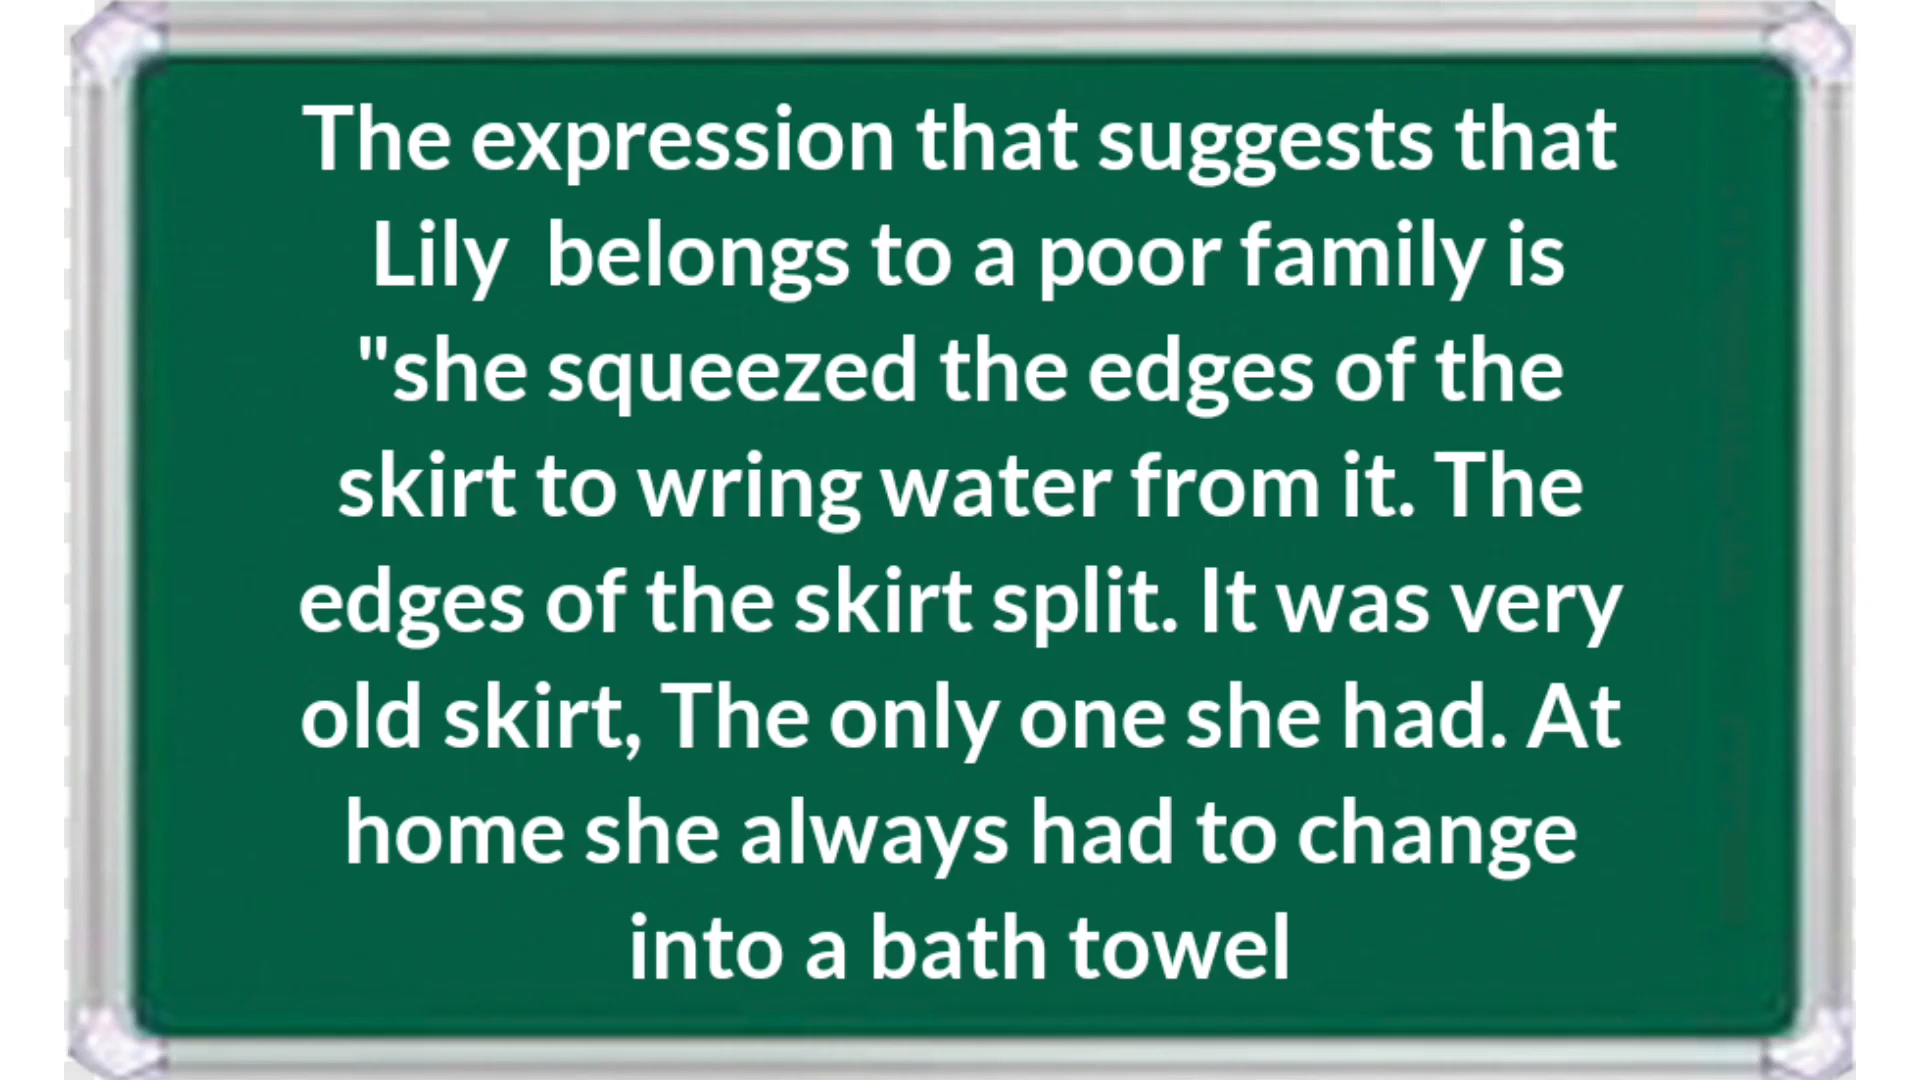 The expression that suggests that
Lily  belongs to a poor family is
"she squeezed the edges of the
skirt to wring water from it. The
edges of the skirt split. It was very
old skirt, The only one she had. At
home she always had to change
into a bath towel